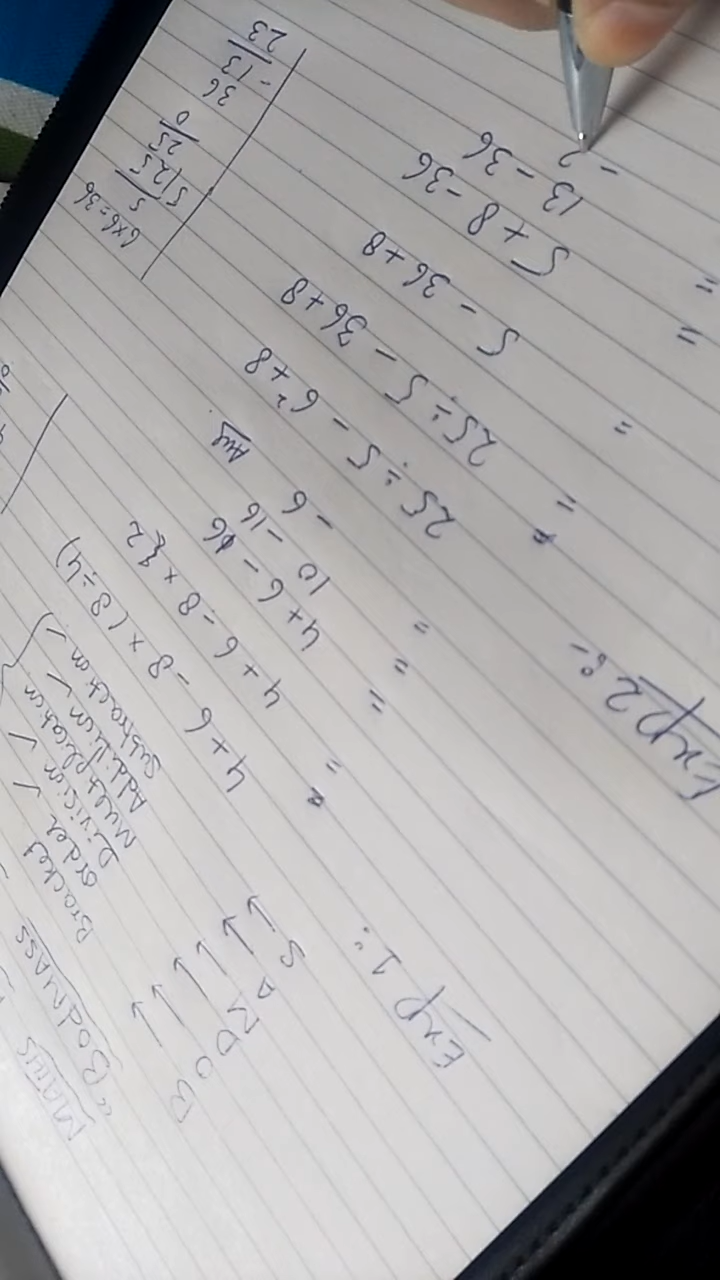 MATHS
"BODMASS
B → Bracket
O → order
D → Division ✓
M → Multiplication
A → Addition ✓
S → Subtraction ✓
Exp 1:
* 4+6-8×(8÷4)
= 4+6-8×2
= 4+6-16
= 10-16
= -6 Ans
Exp 2:-
* 25÷5-6²+8
= 25÷5-36+8
= 5-36+8
= 5+8-36
= 13-36
-2
6×6=36
5
5|25
25
0
36
-13
23